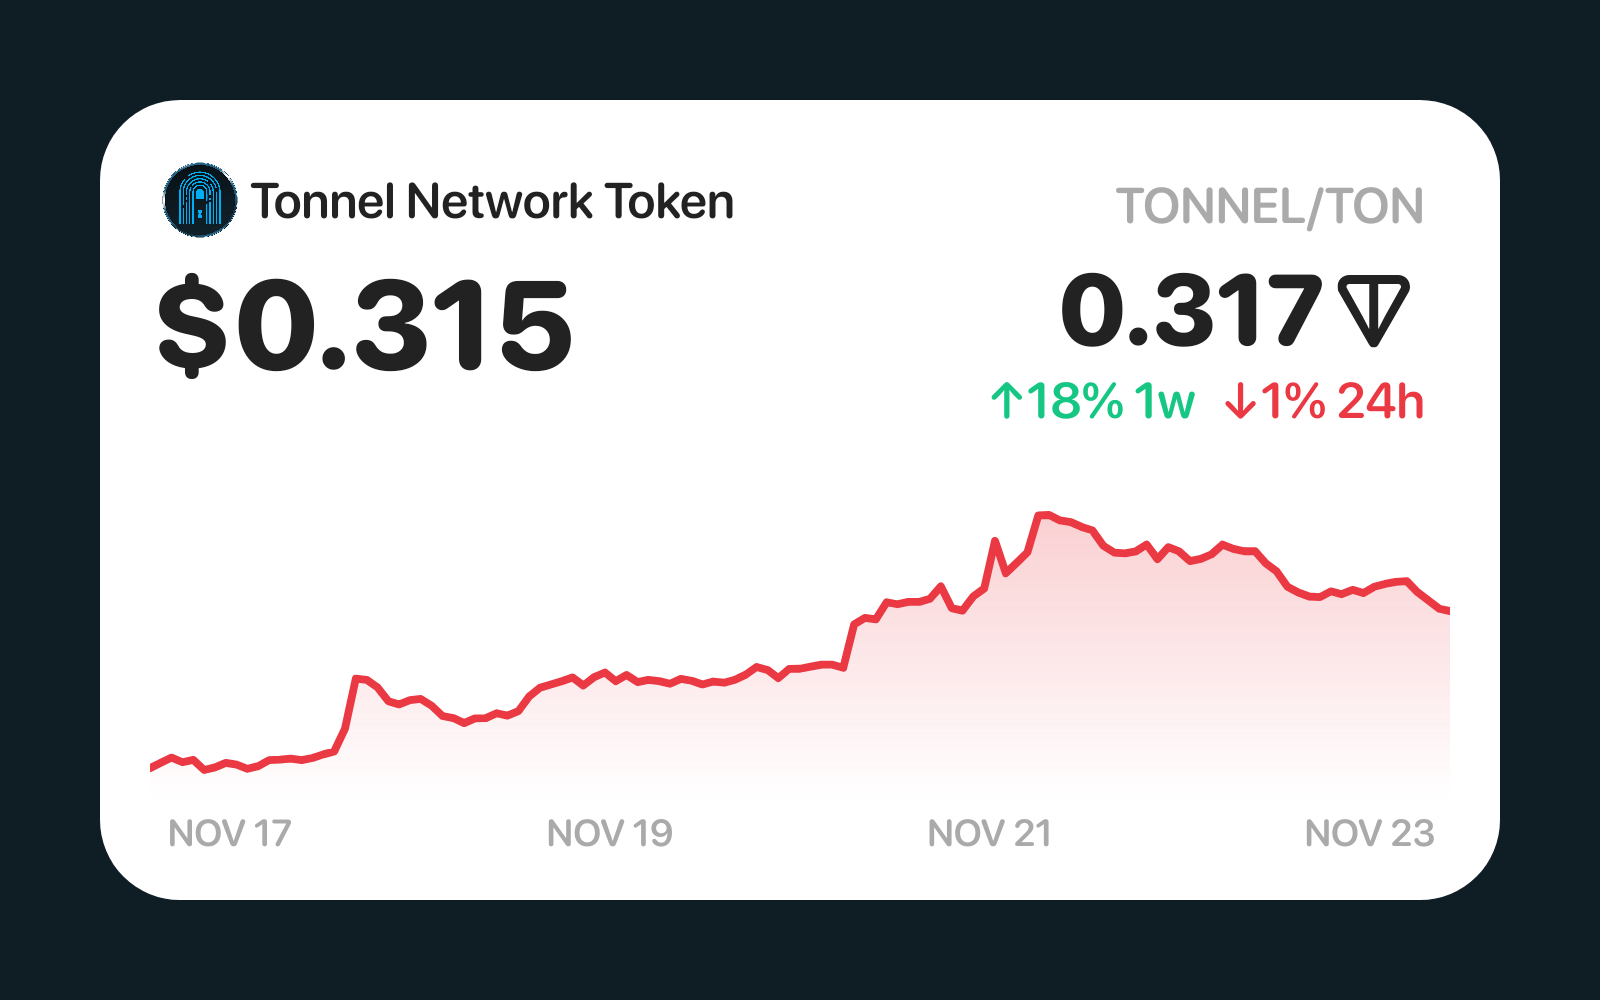 Tonnel Network Token
TONNEL/TON
$0.315
0.317
↑18% 1w ↓1% 24h
NOV 17 NOV 19 NOV 21 NOV 23